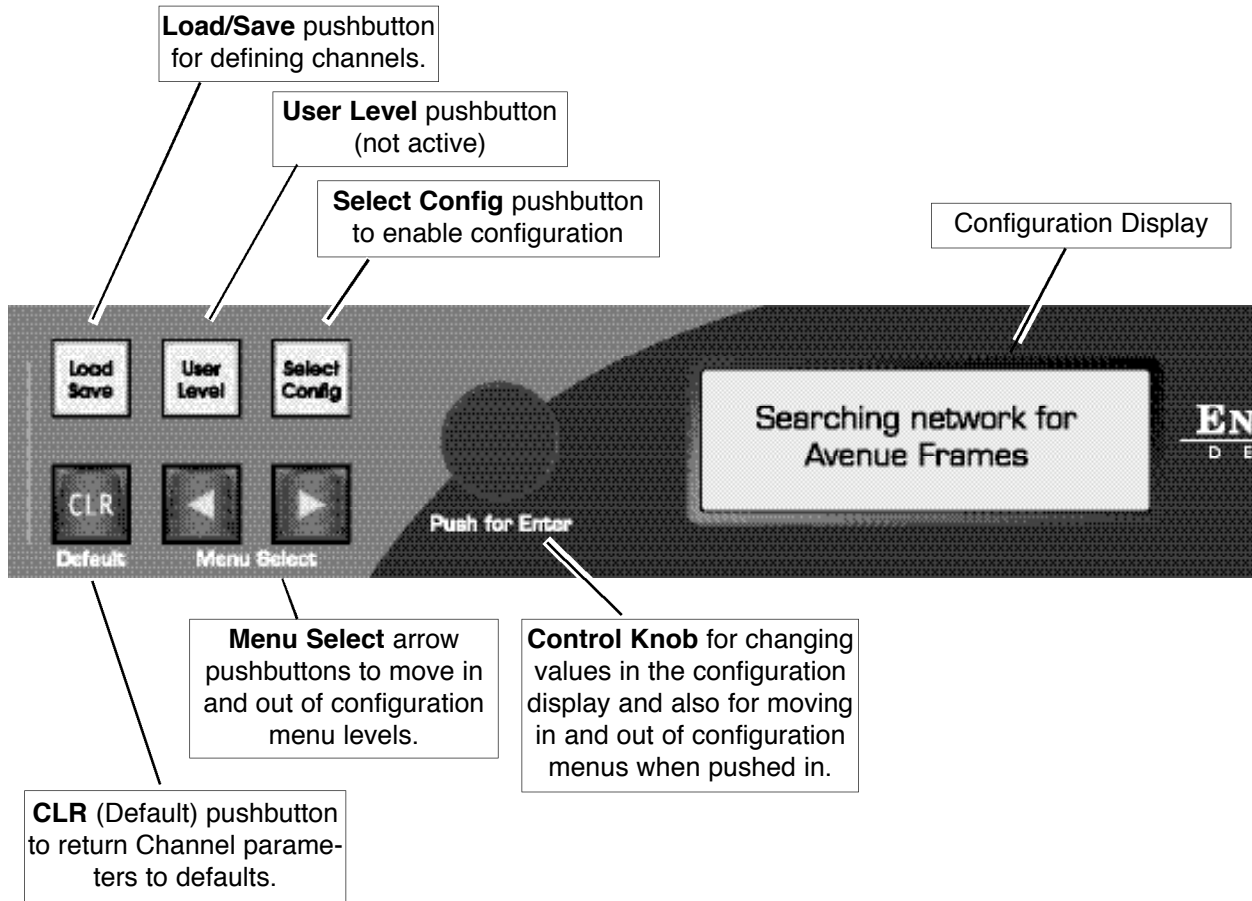 Load/Save pushbutton
for defining channels.
User Level pushbutton
(not active)
Select Config pushbutton
to enable configuration
Configuration Display
Load
Save
User
Level
Select
Config
Searching network for
Avenue Frames
CLR
Push for Enter
Default
Menu Select
Menu Select arrow
pushbuttons to move in
and out of configuration
menu levels.
Control Knob for changing
values in the configuration
display and also for moving
in and out of configuration
menus when pushed in.
CLR (Default) pushbutton
to return Channel parame-
ters to defaults.